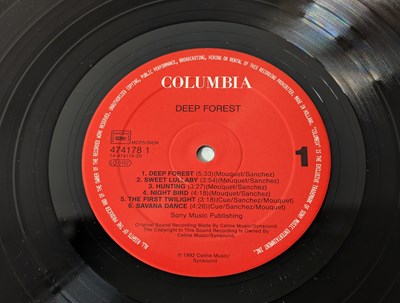 COLUMBIA
DEEP FOREST
474178 1
1
1. DEEP FOREST (5:33)(Mouquet/Sanchez)
2. SWEET LULLABY (3:54)(Mouquet/Sanchez)
3. HUNTING (3:27)(Mouquet/Sanchez)
4. NIGHT BIRD (4:18)(Mouquet/Sanchez)
5. THE FIRST TWILIGHT (3:18)(Cue/Sanchez/Mouquet)
6. SAVANA DANCE (4:26)(Cue/Sanchez/Mouquet)
Sony Music Publishing
Original Sound Recording Made By Celine Music/Synsound.
The Copyright In This Sound Recording Is Owned By
Celine Music/Synsound.
℗ 1992 Celine Music/
Synsound